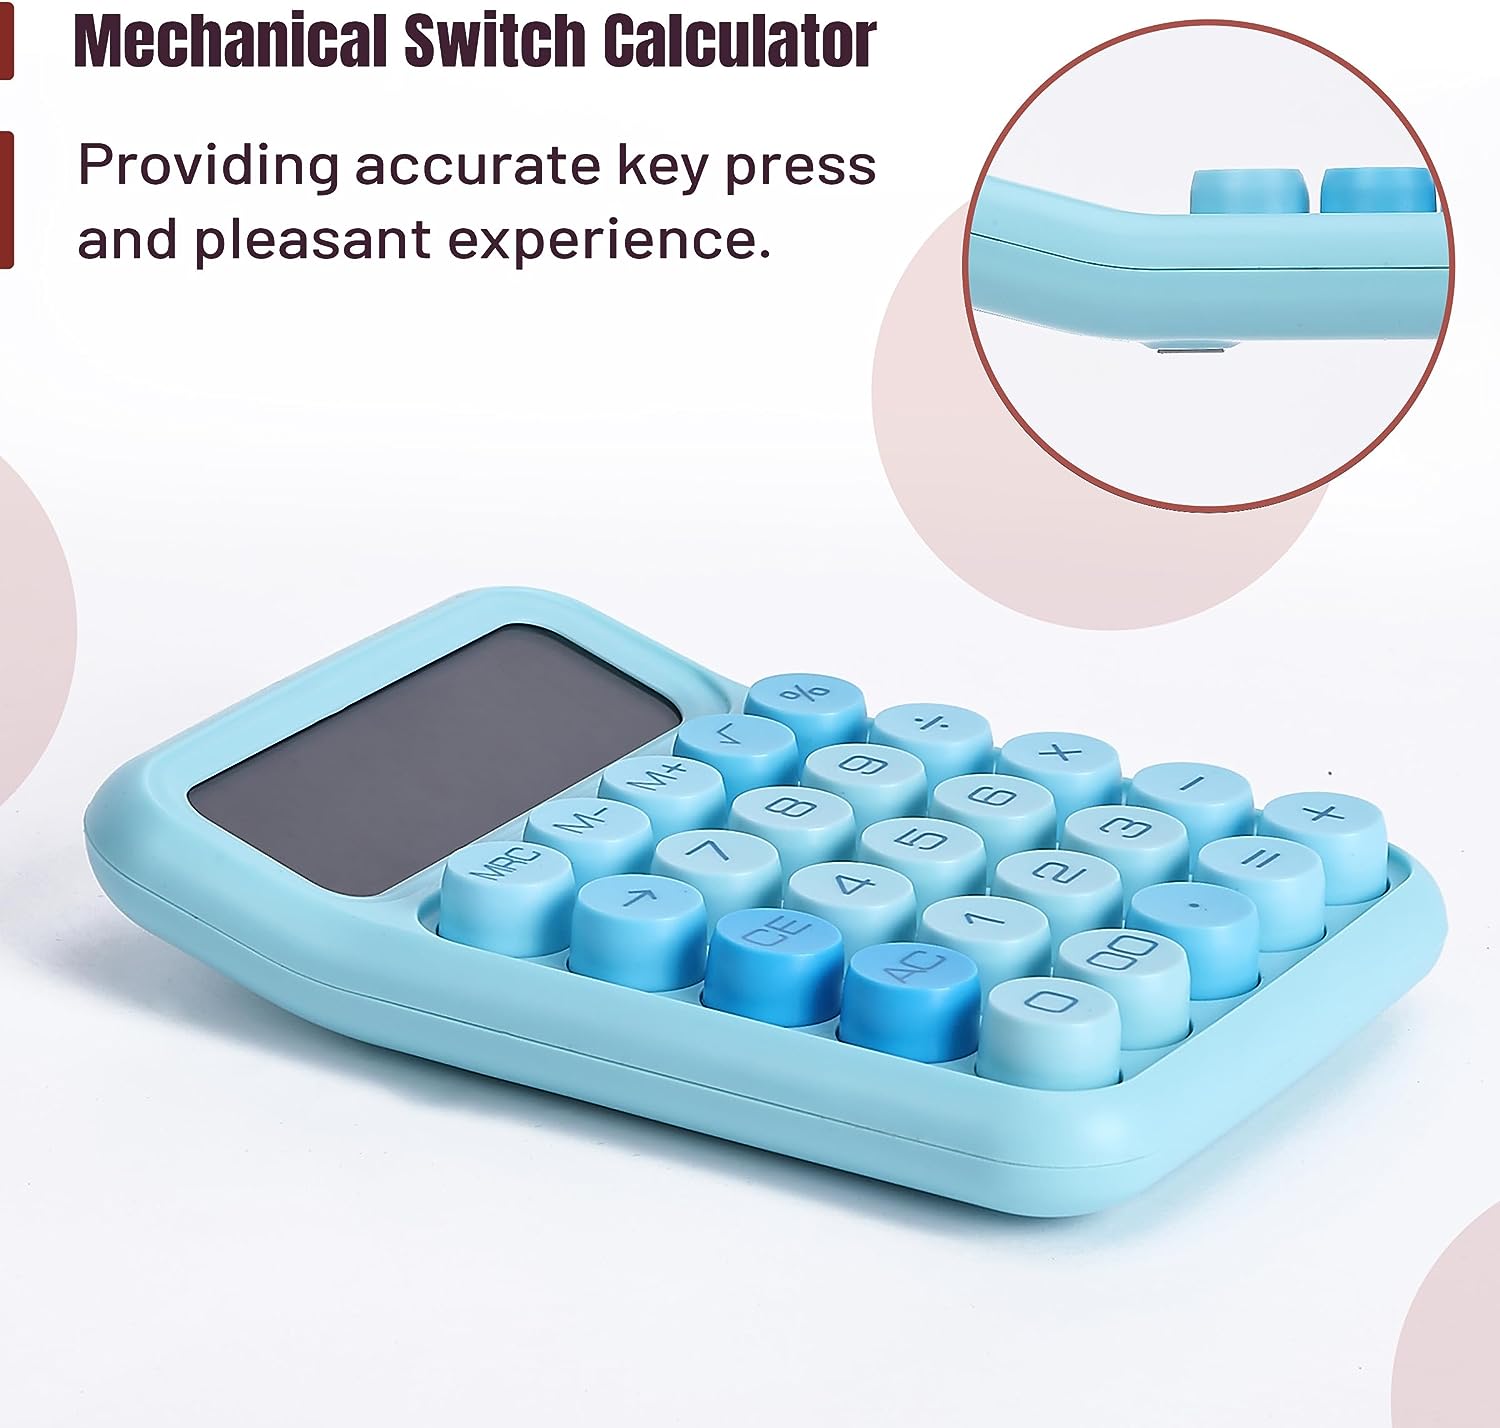 Mechanical Switch Calculator
Providing accurate key press
and pleasant experience.
MRC M- M+ √ %
→ 7 8 9 ÷
CE 4 5 6 ×
AC 1 2 3 −
0 00 · = +